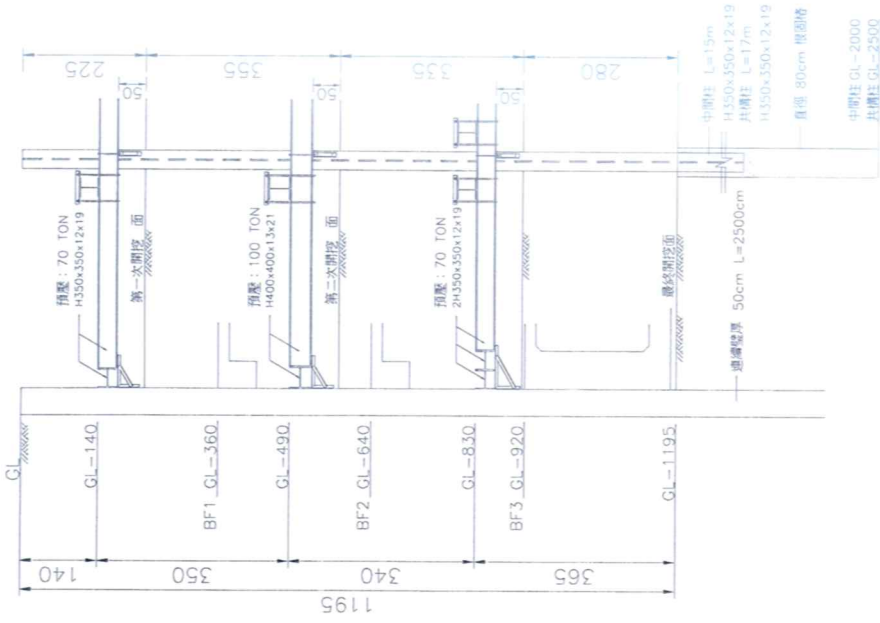 GL
GL-140
BF1 GL-360
GL-490
BF2 GL-640
GL-830
BF3 GL-920
GL-1195
140
350
340
365
1195
預壓：70 TON
H350x350x12x19
第一次開挖 面
預壓：100 TON
H400x400x13x21
第二次開挖 面
預壓：70 TON
2H350x350x12x19
最終開挖面
連續壁厚 50cm L=2500cm
225
50
355
50
335
50
280
中間柱 L=15m
H350x350x12x19
共構柱 L=17m
H350x350x12x19
直徑 80cm 樁
中間柱 GL-2000
共構柱 GL-2500